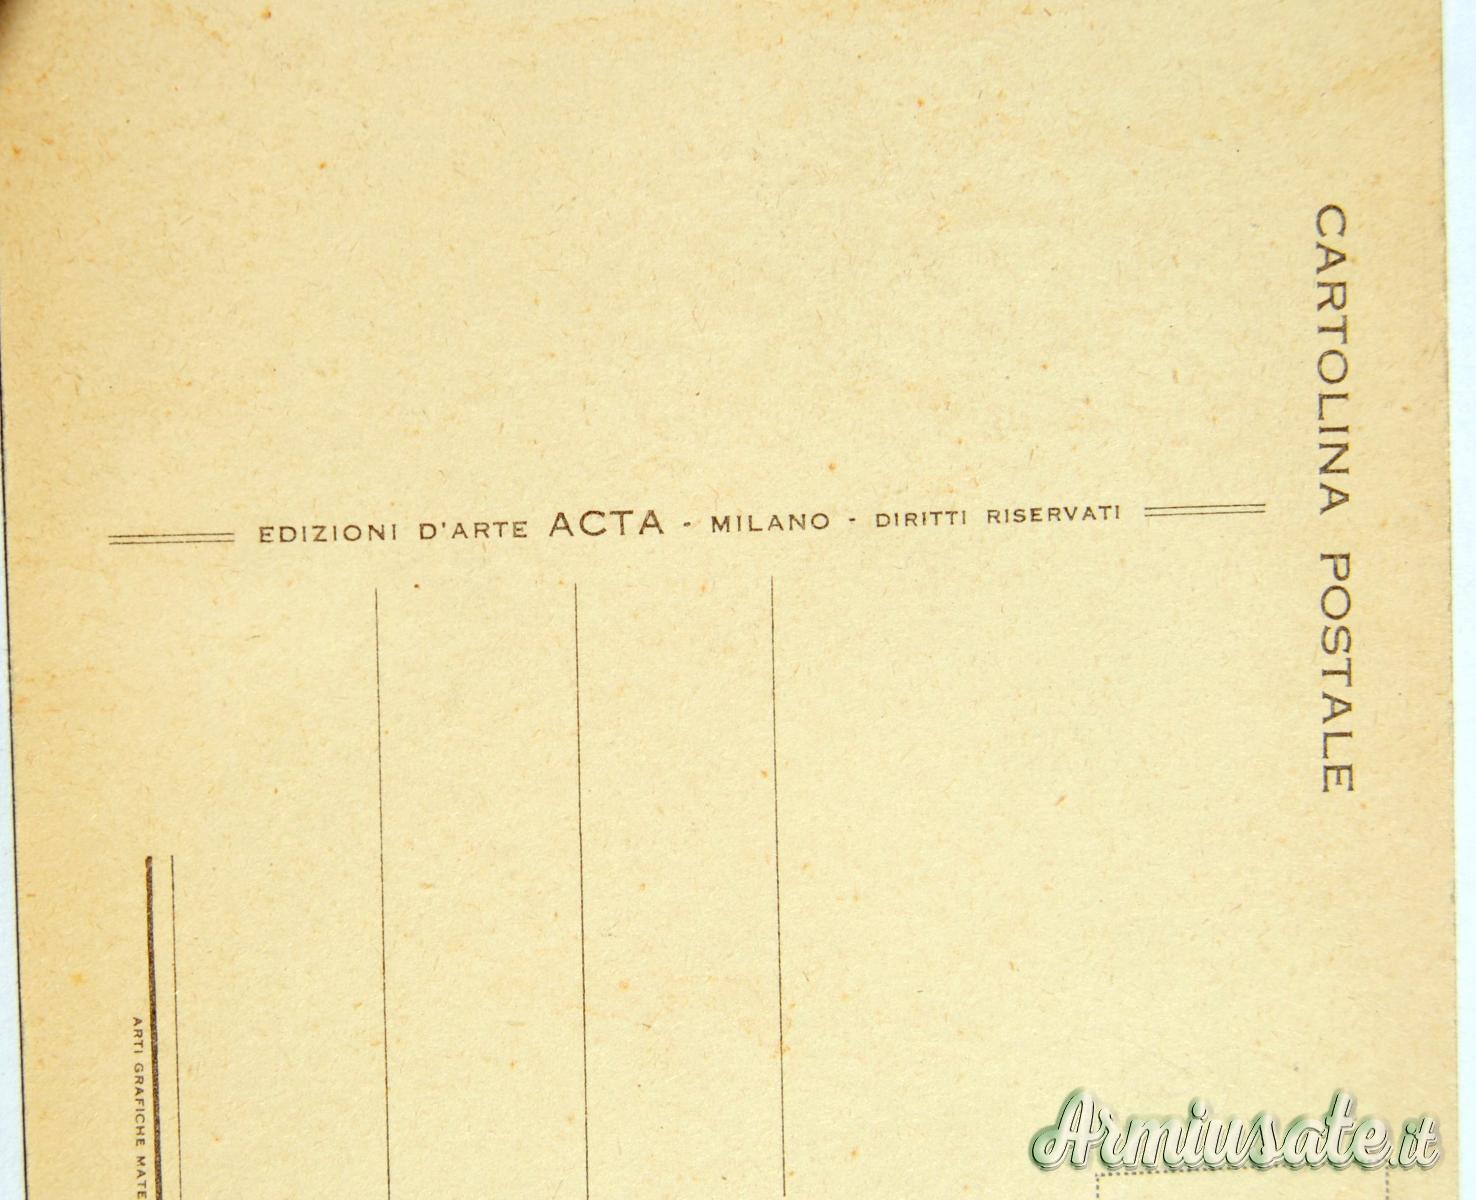 CARTOLINA POSTALE
EDIZIONI D'ARTE ACTA - MILANO - DIRITTI RISERVATI
ARTI GRAFICHE MATE
Armiusate.it